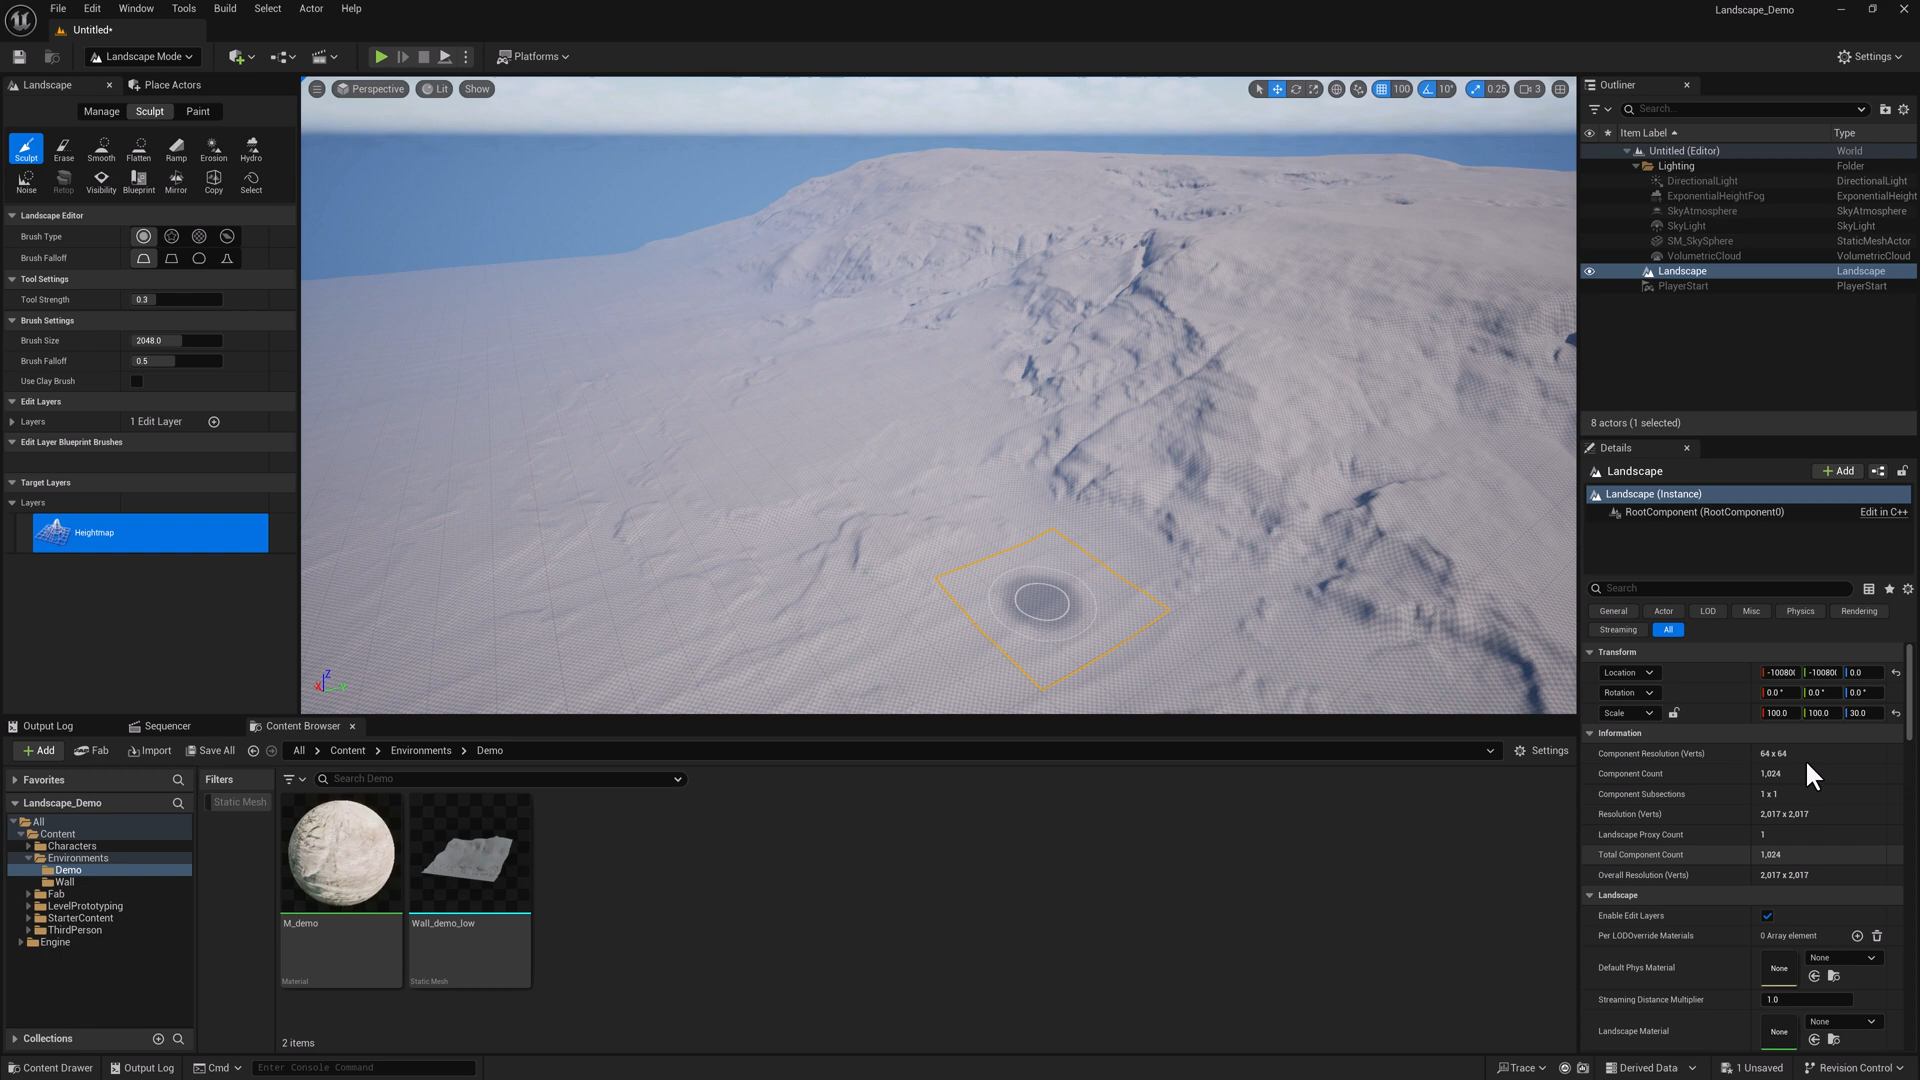 File Edit Window Tools Build Select Actor Help
Landscape_Demo
Untitled*
Landscape Mode
Platforms
Settings
Landscape
Place Actors
Manage Sculpt Paint
Sculpt Erase Smooth Flatten Ramp Erosion Hydro
Noise Retop Visibility Blueprint Mirror Copy Select
Landscape Editor
Brush Type
Brush Falloff
Tool Settings
Tool Strength 0.3
Brush Settings
Brush Size 2048.0
Brush Falloff 0.5
Use Clay Brush
Edit Layers
Layers 1 Edit Layer
Edit Layer Blueprint Brushes
Target Layers
Layers
Heightmap
Perspective Lit Show
100 10° 0.25 3
Z
X Y
Outliner
Search...
Item Label Type
Untitled (Editor) World
Lighting Folder
DirectionalLight DirectionalLight
ExponentialHeightFog ExponentialHeight
SkyAtmosphere SkyAtmosphere
SkyLight SkyLight
SM_SkySphere StaticMeshActor
VolumetricCloud VolumetricCloud
Landscape Landscape
PlayerStart PlayerStart
8 actors (1 selected)
Details
Landscape
Add
Landscape (Instance)
RootComponent (RootComponent0) Edit in C++
Search
General Actor LOD Misc Physics Rendering
Streaming All
Transform
Location -10080 -10080 0.0
Rotation 0.0 ° 0.0 ° 0.0 °
Scale 100.0 100.0 30.0
Information
Component Resolution (Verts) 64 x 64
Component Count 1,024
Component Subsections 1 x 1
Resolution (Verts) 2,017 x 2,017
Landscape Proxy Count 1
Total Component Count 1,024
Overall Resolution (Verts) 2,017 x 2,017
Landscape
Enable Edit Layers
Per LODOverride Materials 0 Array element
Default Phys Material None None
Streaming Distance Multiplier 1.0
Landscape Material None None
Output Log Sequencer Content Browser
Add Fab Import Save All All Content Environments Demo Settings
Favorites
Landscape_Demo
All
Content
Characters
Environments
Demo
Wall
Fab
LevelPrototyping
StarterContent
ThirdPerson
Engine
Collections
Filters
Static Mesh
Search Demo
M_demo
Material
Wall_demo_low
Static Mesh
2 items
Content Drawer Output Log Cmd Enter Console Command
Trace Derived Data 1 Unsaved Revision Control